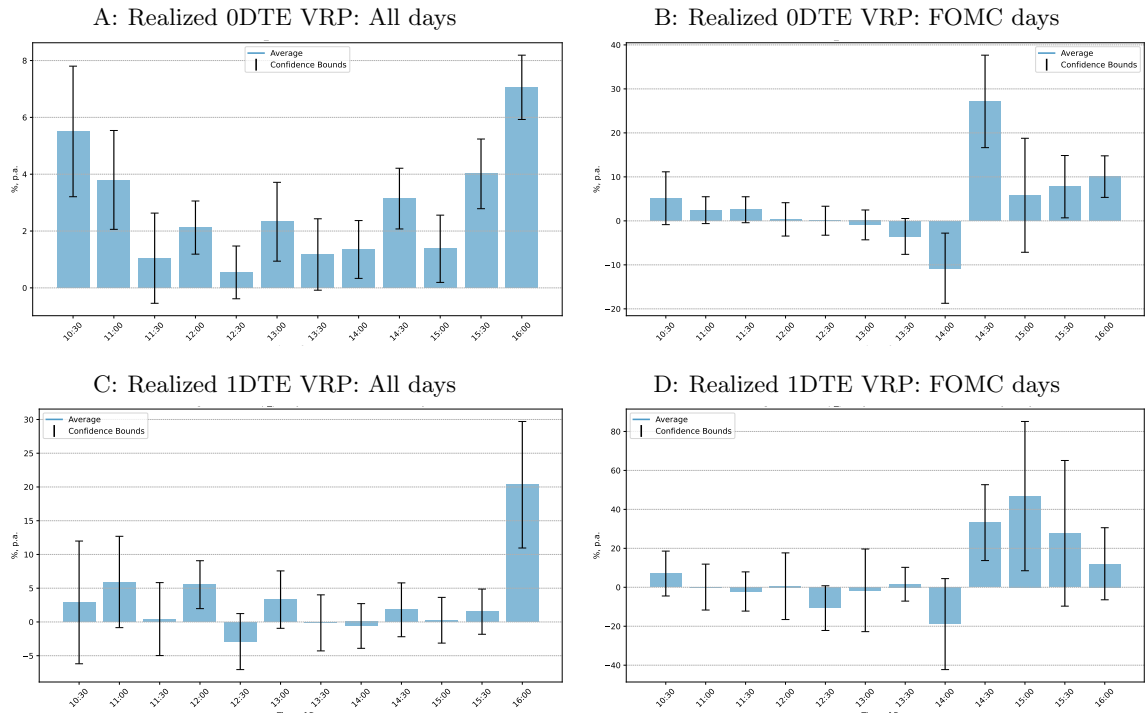 A: Realized 0DTE VRP: All days
Average
Confidence Bounds
%, p.a.
8
6
4
2
0
10:30 11:00 11:30 12:00 12:30 13:00 13:30 14:00 14:30 15:00 15:30 16:00
B: Realized 0DTE VRP: FOMC days
Average
Confidence Bounds
%, p.a.
40
30
20
10
0
−10
−20
10:30 11:00 11:30 12:00 12:30 13:00 13:30 14:00 14:30 15:00 15:30 16:00
C: Realized 1DTE VRP: All days
Average
Confidence Bounds
%, p.a.
30
25
20
15
10
5
0
−5
10:30 11:00 11:30 12:00 12:30 13:00 13:30 14:00 14:30 15:00 15:30 16:00
D: Realized 1DTE VRP: FOMC days
Average
Confidence Bounds
%, p.a.
80
60
40
20
0
−20
−40
10:30 11:00 11:30 12:00 12:30 13:00 13:30 14:00 14:30 15:00 15:30 16:00